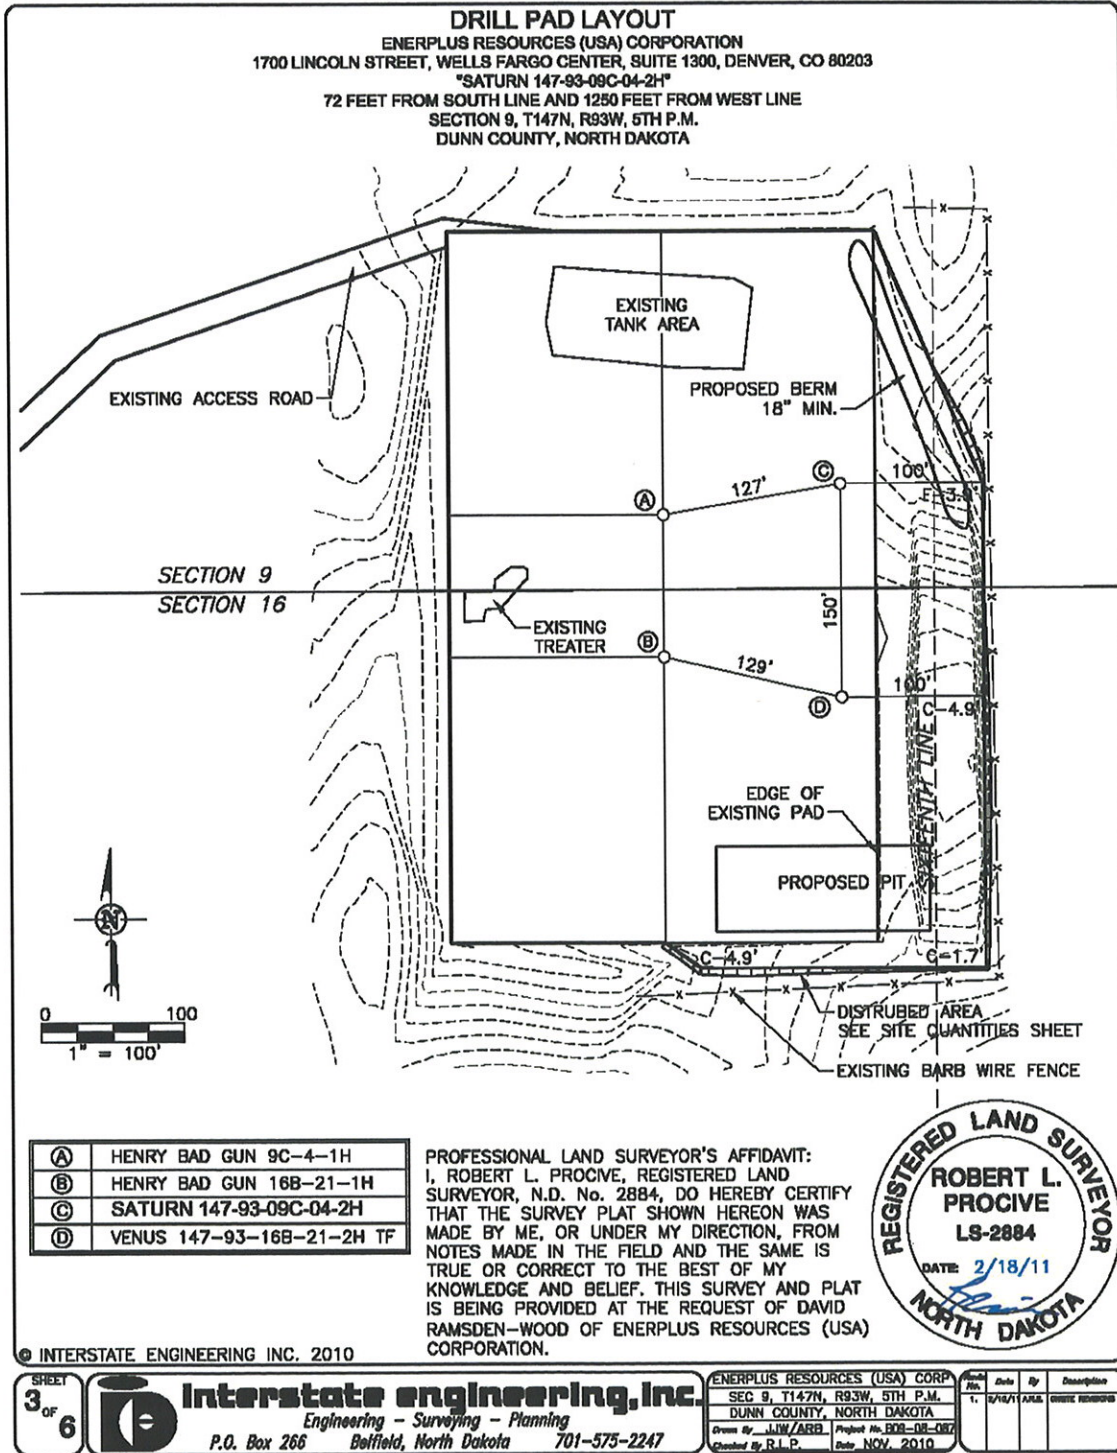 DRILL PAD LAYOUT
ENERPLUS RESOURCES (USA) CORPORATION
1700 LINCOLN STREET, WELLS FARGO CENTER, SUITE 1300, DENVER, CO 80203
"SATURN 147-93-09C-04-2H"
72 FEET FROM SOUTH LINE AND 1250 FEET FROM WEST LINE
SECTION 9, T147N, R93W, 5TH P.M.
DUNN COUNTY, NORTH DAKOTA
x
EXISTING
TANK AREA
EXISTING ACCESS ROAD
PROPOSED BERM
18" MIN.
C
100'
127'
A
SECTION 9
SECTION 16
EXISTING
TREATER
150'
B
129'
100'
D
C-4.9'
LINE
EDGE OF
EXISTING PAD
PROPOSED PIT
N
C-4.9'
C-1.7'
0 100
1" = 100'
DISTRUBED AREA
SEE SITE QUANTITIES SHEET
EXISTING BARB WIRE FENCE
A HENRY BAD GUN 9C-4-1H
B HENRY BAD GUN 16B-21-1H
C SATURN 147-93-09C-04-2H
D VENUS 147-93-16B-21-2H TF
PROFESSIONAL LAND SURVEYOR'S AFFIDAVIT:
I, ROBERT L. PROCIVE, REGISTERED LAND
SURVEYOR, N.D. No. 2884, DO HEREBY CERTIFY
THAT THE SURVEY PLAT SHOWN HEREON WAS
MADE BY ME, OR UNDER MY DIRECTION, FROM
NOTES MADE IN THE FIELD AND THE SAME IS
TRUE OR CORRECT TO THE BEST OF MY
KNOWLEDGE AND BELIEF. THIS SURVEY AND PLAT
IS BEING PROVIDED AT THE REQUEST OF DAVID
RAMSDEN-WOOD OF ENERPLUS RESOURCES (USA)
CORPORATION.
REGISTERED LAND SURVEYOR
ROBERT L.
PROCIVE
LS-2884
DATE: 2/18/11
NORTH DAKOTA
© INTERSTATE ENGINEERING INC. 2010
SHEET
3
OF
6
Interstate engineering, Inc.
Engineering - Surveying - Planning
P.O. Box 266 Belfield, North Dakota 701-575-2247
ENERPLUS RESOURCES (USA) CORP
SEC 9, T147N, R93W, 5TH P.M.
DUNN COUNTY, NORTH DAKOTA
Drawn By JJW/ARB Project No.
Checked By R.L.P. Date NOV. 2010
No. Date By Description
1.